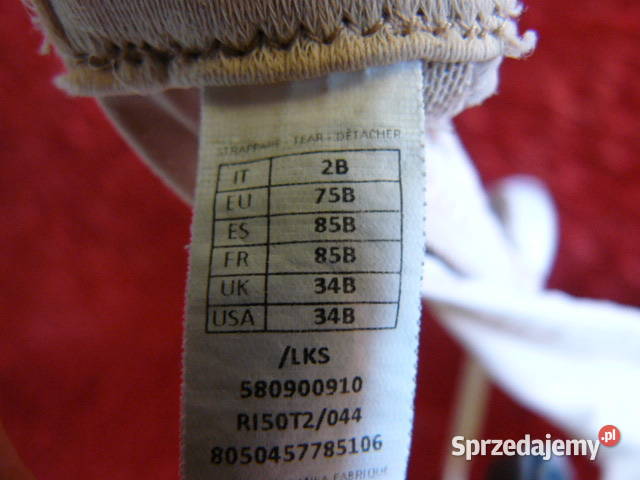 STRAPPARE - TEAR - DÉTACHER
IT 2B
EU 75B
ES 85B
FR 85B
UK 34B
USA 34B
/LKS
580900910
RI50T2/044
8050457785106
FABRIQUE
Sprzedajemy.pl